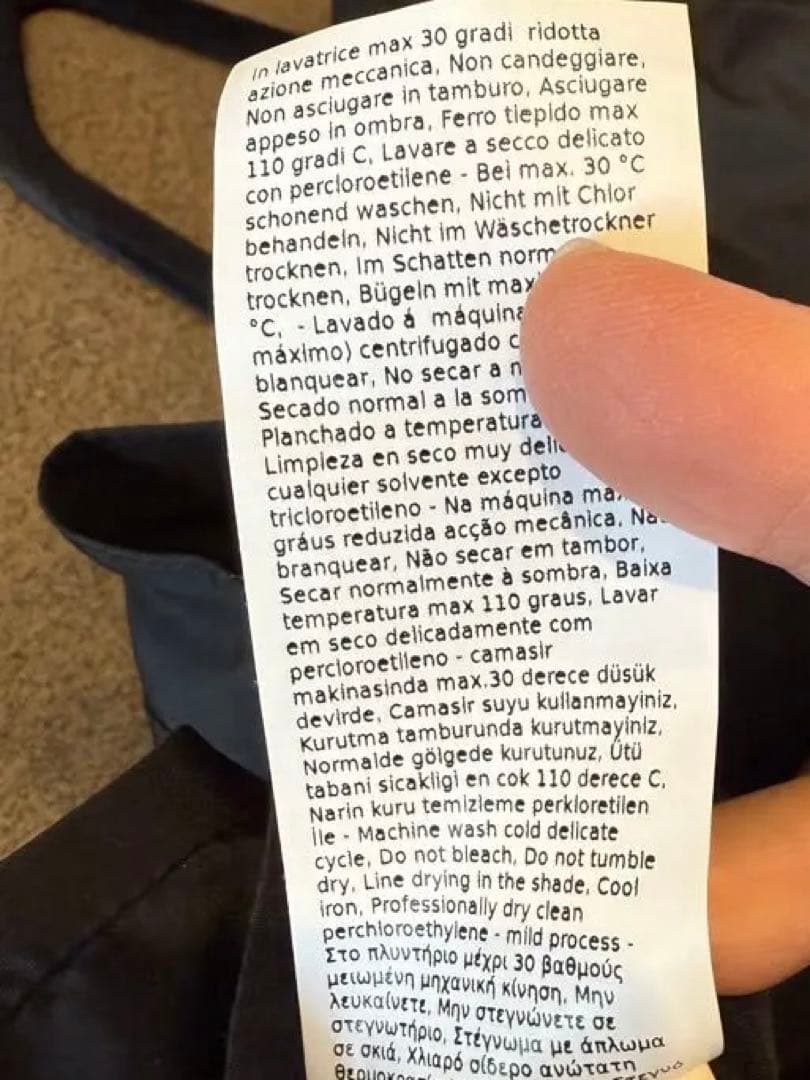 In lavatrice max 30 gradi ridotta
azione meccanica, Non candeggiare,
Non asciugare in tamburo, Asciugare
appeso in ombra, Ferro tiepido max
110 gradi C, Lavare a secco delicato
con percloroetilene - Bei max. 30 °C
schonend waschen, Nicht mit Chlor
behandeln, Nicht im Wäschetrockner
trocknen, Im Schatten norm
trocknen, Bügeln mit max
°C, - Lavado á máquina
máximo) centrifugado
blanquear, No secar a
Secado normal a la som
Planchado a temperatura
Limpieza en seco muy deli
cualquier solvente excepto
tricloroetileno - Na máquina
gráus reduzida acção mecânica,
branquear, Não secar em tambor,
Secar normalmente à sombra, Baixa
temperatura max 110 graus, Lavar
em seco delicadamente com
percloroetileno - camasir
makinasinda max.30 derece düsük
devirde, Camasir suyu kullanmayiniz,
Kurutma tamburunda kurutmayiniz,
Normalde gölgede kurutunuz, Ütü
tabani sicakligi en cok 110 derece C,
Narin kuru temizleme perkloretilen
ile - Machine wash cold delicate
cycle, Do not bleach, Do not tumble
dry, Line drying in the shade, Cool
iron, Professionally dry clean
perchloroethylene - mild process -
Στο πλυντήριο μέχρι 30 βαθμούς
μειωμένη μηχανική κίνηση, Μην
λευκαίνετε, Μην στεγνώνετε σε
στεγνωτήριο, Στέγνωμα με άπλωμα
σε σκιά, Χλιαρό σίδερο ανώτατη